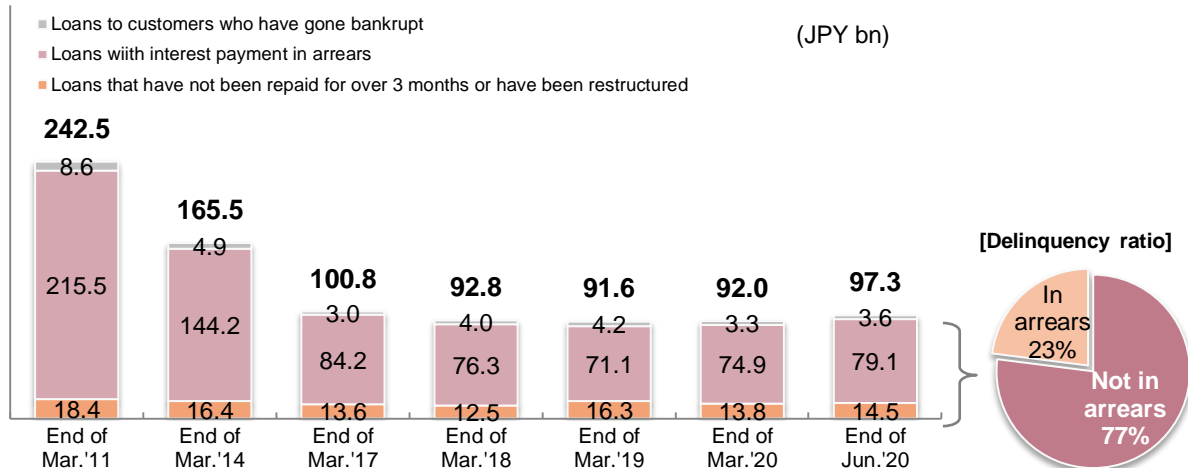 Loans to customers who have gone bankrupt
Loans wiith interest payment in arrears
Loans that have not been repaid for over 3 months or have been restructured
(JPY bn)
242.5
8.6
215.5
18.4
165.5
4.9
144.2
16.4
100.8
3.0
84.2
13.6
92.8
4.0
76.3
12.5
91.6
4.2
71.1
16.3
92.0
3.3
74.9
13.8
97.3
3.6
79.1
14.5
End of
Mar.'11
End of
Mar.'14
End of
Mar.'17
End of
Mar.'18
End of
Mar.'19
End of
Mar.'20
End of
Jun.'20
[Delinquency ratio]
In
arrears
23%
Not in
arrears
77%